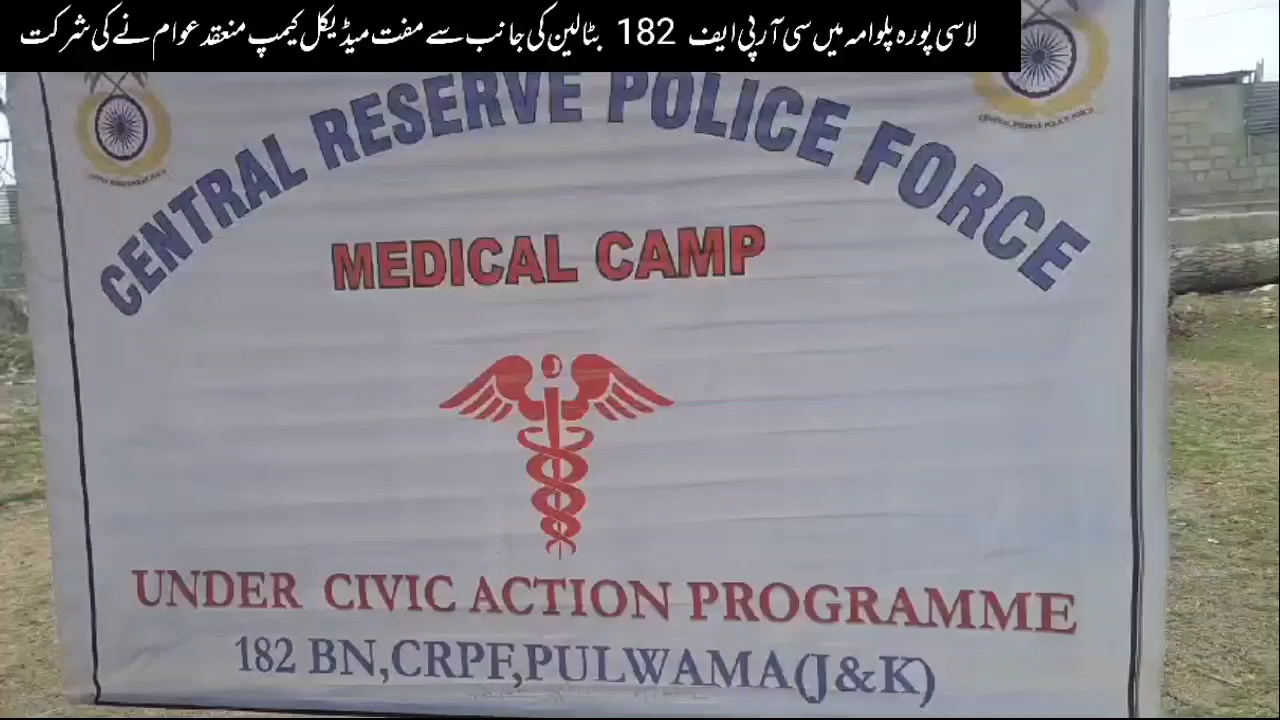 لاسی پورہ پلوامہ میں سی آر پی ایف 182 بٹالین کی جانب سے مفت میڈیکل کیمپ منعقد عوام نے کی شرکت
CENTRAL RESERVE POLICE FORCE
MEDICAL CAMP
UNDER CIVIC ACTION PROGRAMME
182 BN,CRPF,PULWAMA(J&K)